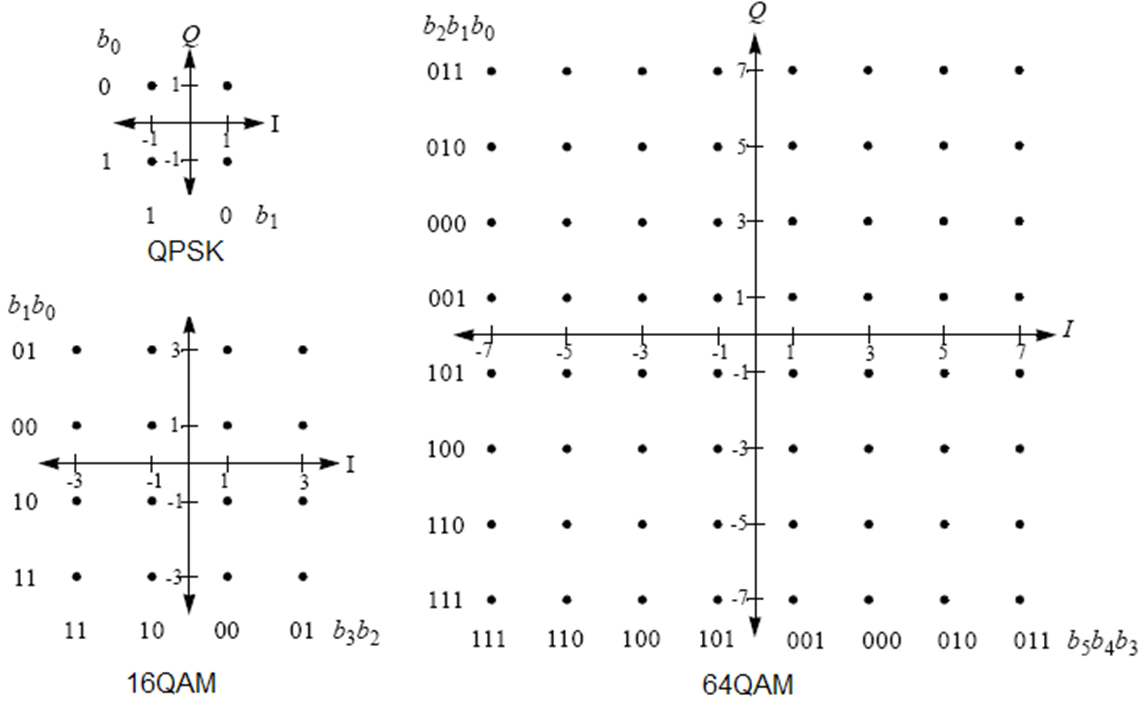 b0 Q
0 1
I
-1 1
1 -1
1 0 b1
QPSK
b1b0
01 3
00 1
I
-3 -1 1 3
10 -1
11 -3
11 10 00 01 b3b2
16QAM
Q
b2b1b0
011 7
010 5
000 3
001 1
I
-7 -5 -3 -1 1 3 5 7
101 -1
100 -3
110 -5
111 -7
111 110 100 101 001 000 010 011 b5b4b3
64QAM